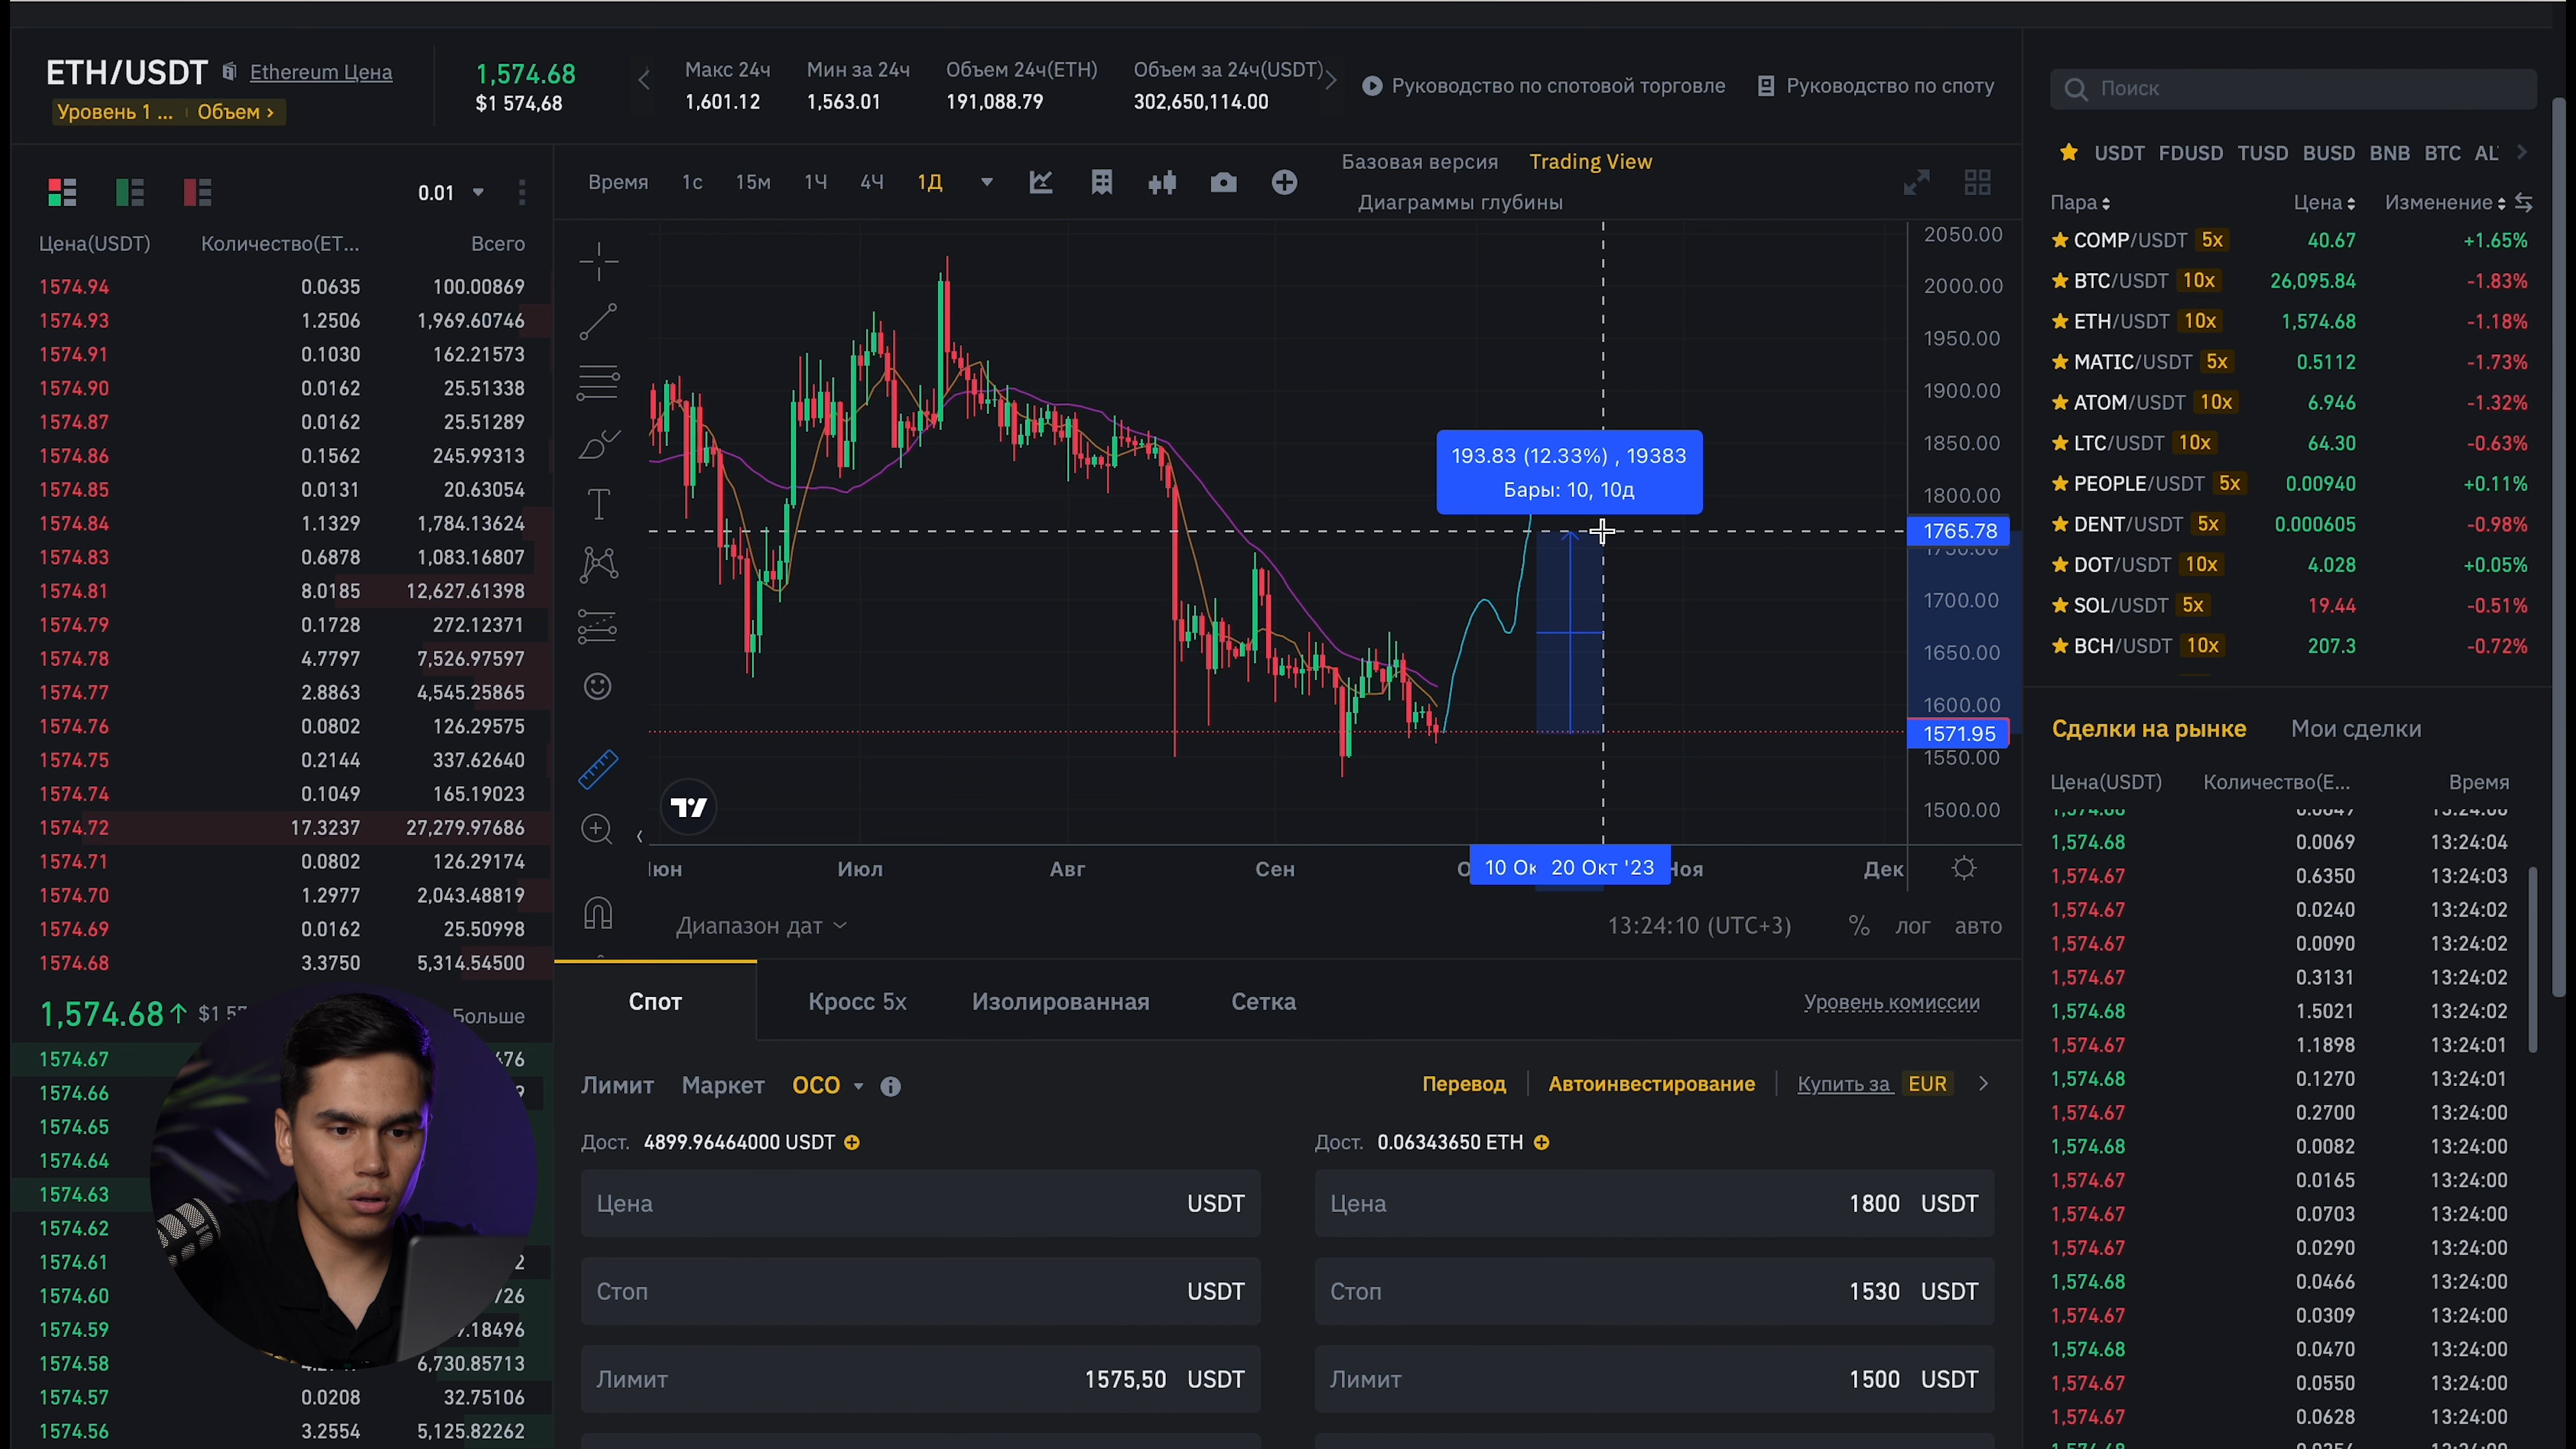 ETH/USDT Ethereum Цена
Уровень 1 ... Объем
1,574.68
$1 574,68
Макс 24ч
1,601.12
Мин за 24ч
1,563.01
Объем 24ч(ETH)
191,088.79
Объем за 24ч(USDT)
302,650,114.00
Руководство по спотовой торговле
Руководство по споту
0.01
Цена(USDT) Количество(ET... Всего
1574.94 0.0635 100.00869
1574.93 1.2506 1,969.60746
1574.91 0.1030 162.21573
1574.90 0.0162 25.51338
1574.87 0.0162 25.51289
1574.86 0.1562 245.99313
1574.85 0.0131 20.63054
1574.84 1.1329 1,784.13624
1574.83 0.6878 1,083.16807
1574.81 8.0185 12,627.61398
1574.79 0.1728 272.12371
1574.78 4.7797 7,526.97597
1574.77 2.8863 4,545.25865
1574.76 0.0802 126.29575
1574.75 0.2144 337.62640
1574.74 0.1049 165.19023
1574.72 17.3237 27,279.97686
1574.71 0.0802 126.29174
1574.70 1.2977 2,043.48819
1574.69 0.0162 25.50998
1574.68 3.3750 5,314.54500
1,574.68 Больше
1574.67
1574.66
1574.65
1574.64
1574.63
1574.62
1574.61
1574.60
1574.59
1574.58 6,730.85713
1574.57 0.0208 32.75106
1574.56 3.2554 5,125.82262
Время 1с 15м 1Ч 4Ч 1Д
Базовая версия Trading View
Диаграммы глубины
2050.00
2000.00
1950.00
1900.00
1850.00
1800.00
1765.78
1750.00
1700.00
1650.00
1600.00
1571.95
1550.00
1500.00
193.83 (12.33%) , 19383
Бары: 10, 10д
Июл Авг Сен 10 Ок 20 Окт '23 Ноя Дек
Диапазон дат 13:24:10 (UTC+3) % лог авто
Спот Кросс 5x Изолированная Сетка Уровень комиссии
Лимит Маркет OCO Перевод Автоинвестирование Купить за EUR
Дост. 4899.96464000 USDT
Цена USDT
Стоп USDT
Лимит 1575,50 USDT
Дост. 0.06343650 ETH
Цена 1800 USDT
Стоп 1530 USDT
Лимит 1500 USDT
Поиск
USDT FDUSD TUSD BUSD BNB BTC AL
Пара Цена Изменение
COMP/USDT 5x 40.67 +1.65%
BTC/USDT 10x 26,095.84 -1.83%
ETH/USDT 10x 1,574.68 -1.18%
MATIC/USDT 5x 0.5112 -1.73%
ATOM/USDT 10x 6.946 -1.32%
LTC/USDT 10x 64.30 -0.63%
PEOPLE/USDT 5x 0.00940 +0.11%
DENT/USDT 5x 0.000605 -0.98%
DOT/USDT 10x 4.028 +0.05%
SOL/USDT 5x 19.44 -0.51%
BCH/USDT 10x 207.3 -0.72%
Сделки на рынке Мои сделки
Цена(USDT) Количество(E... Время
1,574.68 0.0069 13:24:04
1,574.67 0.6350 13:24:03
1,574.67 0.0240 13:24:02
1,574.67 0.0090 13:24:02
1,574.67 0.3131 13:24:02
1,574.68 1.5021 13:24:02
1,574.67 1.1898 13:24:01
1,574.68 0.1270 13:24:01
1,574.67 0.2700 13:24:00
1,574.68 0.0082 13:24:00
1,574.67 0.0165 13:24:00
1,574.67 0.0703 13:24:00
1,574.67 0.0290 13:24:00
1,574.68 0.0466 13:24:00
1,574.67 0.0309 13:24:00
1,574.68 0.0470 13:24:00
1,574.67 0.0550 13:24:00
1,574.67 0.0628 13:24:00